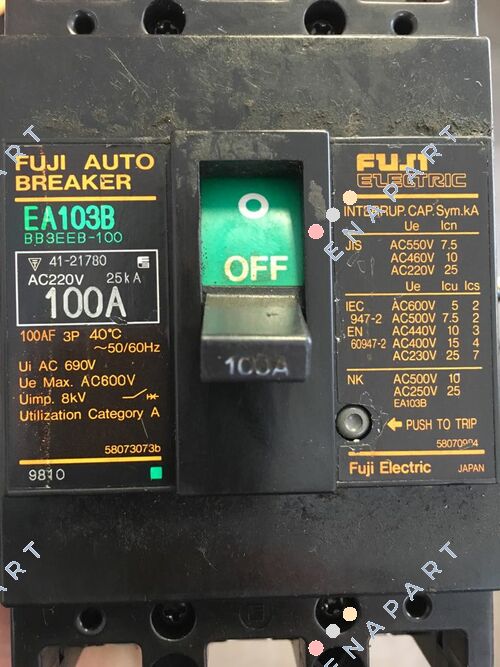 FUJI AUTO
BREAKER
EA103B
BB3EEB-100
41-21780
AC220V 25kA
100A
100AF 3P 40°C
~50/60Hz
Ui AC 690V
Ue Max. AC600V
Uimp. 8kV
Utilization Category A
58073073b
9810
O
OFF
100A
FUJI
ELECTRIC
INTERRUP. CAP. Sym.kA
Ue Icn
JIS AC550V 7.5
AC460V 10
AC220V 25
Ue Icu Ics
IEC AC600V 5 2
947-2 AC500V 7.5 2
EN AC440V 10 3
60947-2 AC400V 15 4
AC230V 25 7
NK AC500V 10
AC250V 25
EA103B
PUSH TO TRIP
Fuji Electric JAPAN
ENAPART
ENAPART
ENAPART
ENAPART